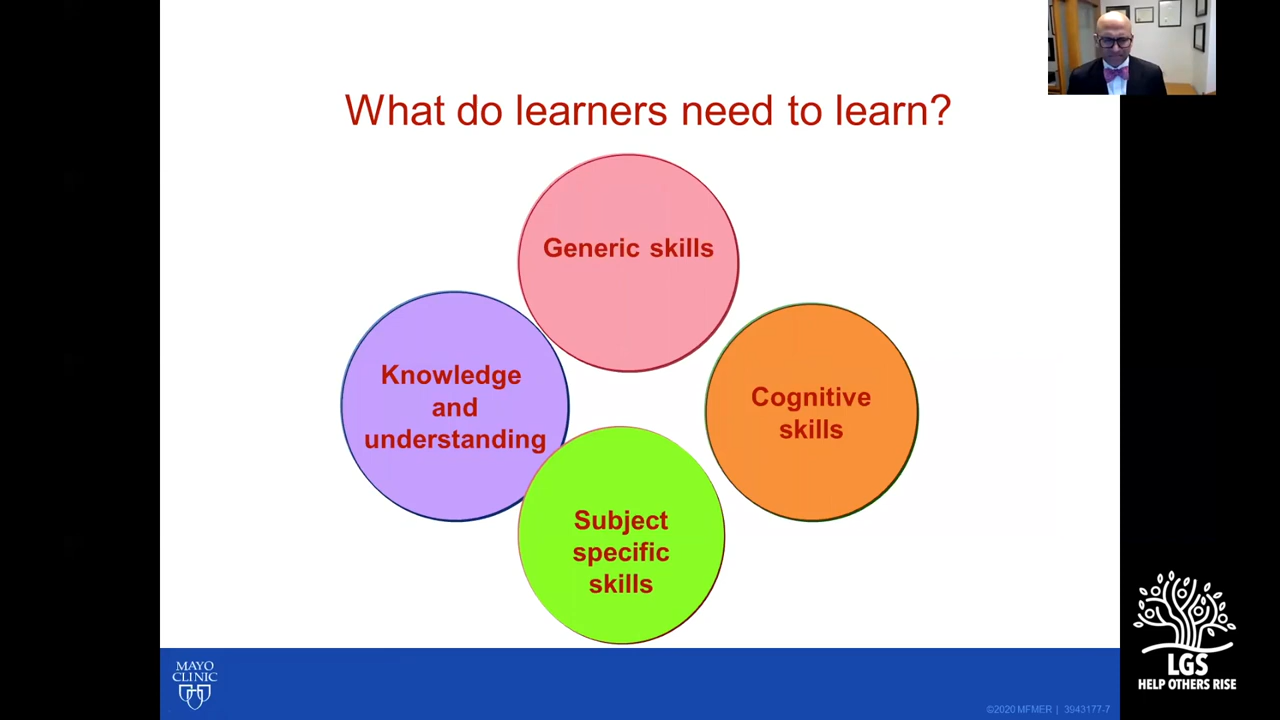 What do learners need to learn?
Generic skills
Knowledge
and
understanding
Cognitive
skills
Subject
specific
skills
MAYO
CLINIC
©2020 MFMER | 3943177-7
LGS
HELP OTHERS RISE